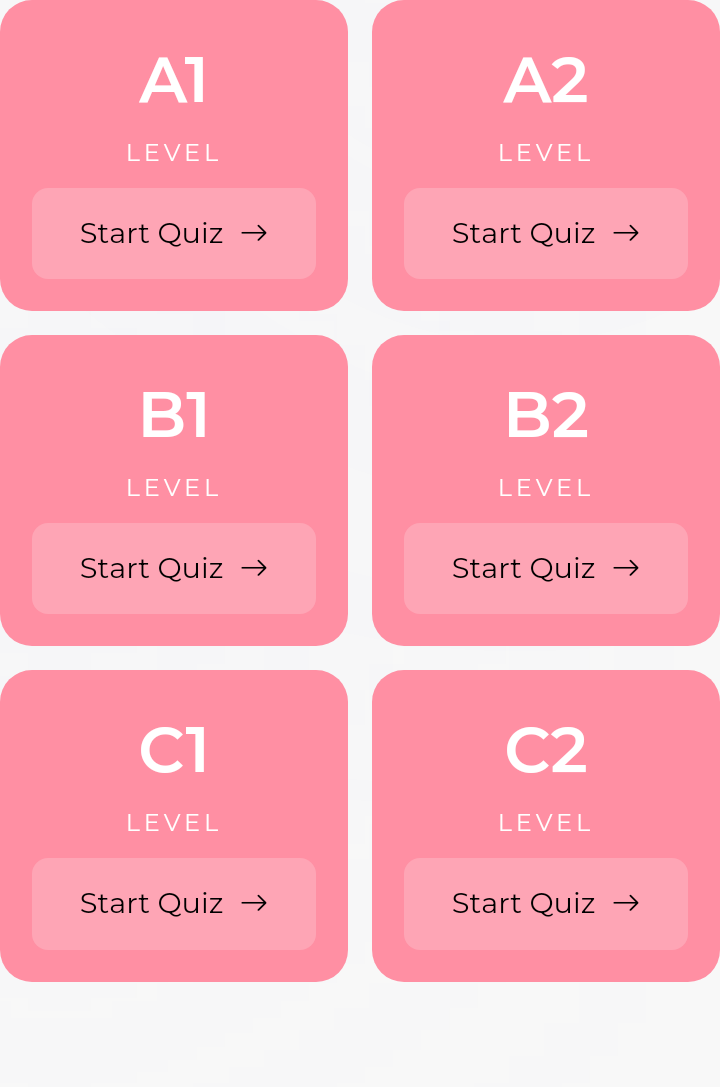 A1
LEVEL
Start Quiz →
A2
LEVEL
Start Quiz →
B1
LEVEL
Start Quiz →
B2
LEVEL
Start Quiz →
C1
LEVEL
Start Quiz →
C2
LEVEL
Start Quiz →